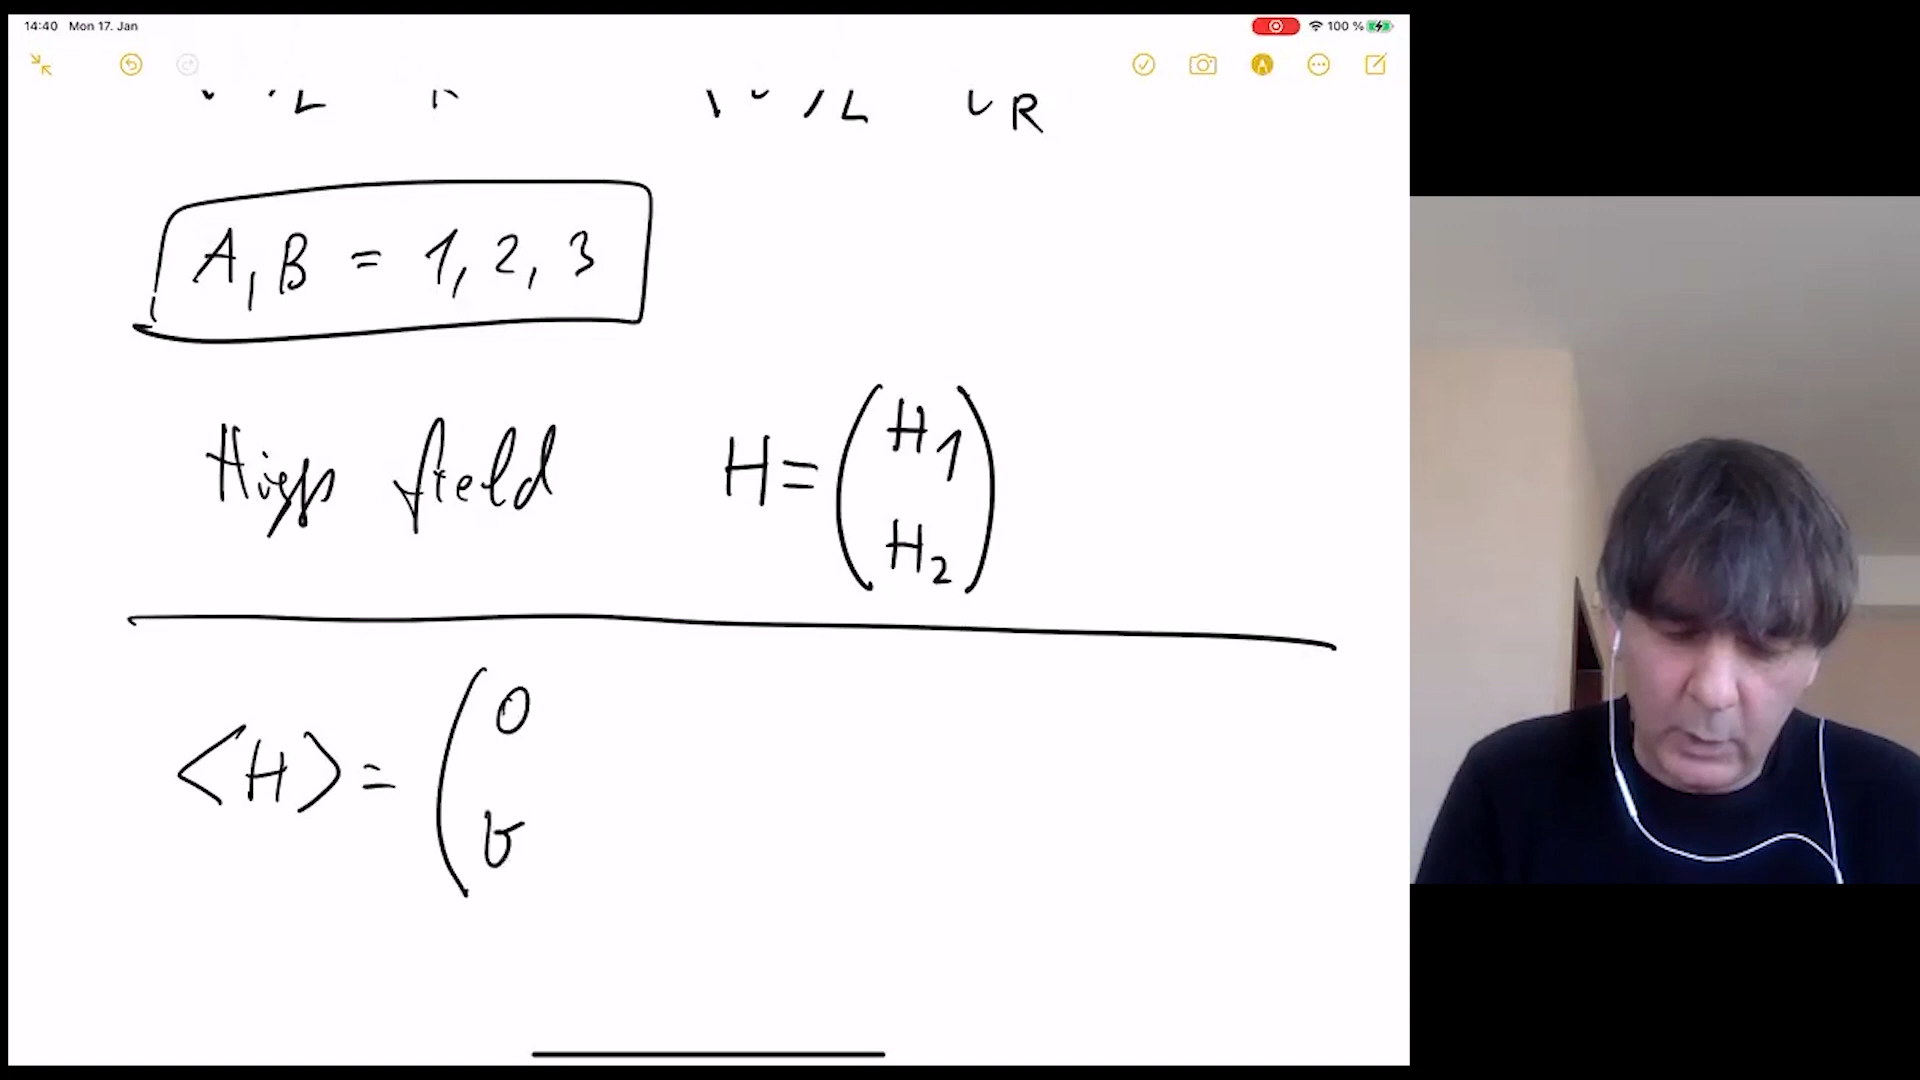 14:40 Mon 17. Jan 100 %
L R L R
A, B = 1, 2, 3
Higgs field H = ( H1
H2 )
<H> = ( 0
v